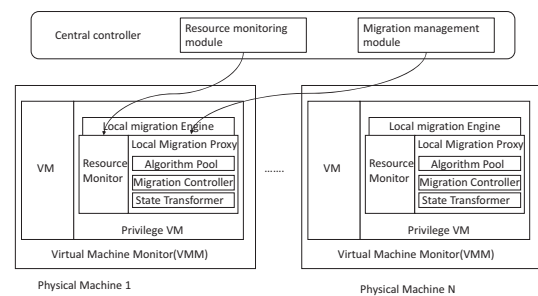 Central controller
Resource monitoring
module
Migration management
module
Local migration Engine
Local Migration Proxy
VM
Resource
Monitor
Algorithm Pool
Migration Controller
State Transformer
Privilege VM
Virtual Machine Monitor(VMM)
Physical Machine 1
.......
Local migration Engine
Local Migration Proxy
VM
Resource
Monitor
Algorithm Pool
Migration Controller
State Transformer
Privilege VM
Virtual Machine Monitor(VMM)
Physical Machine N